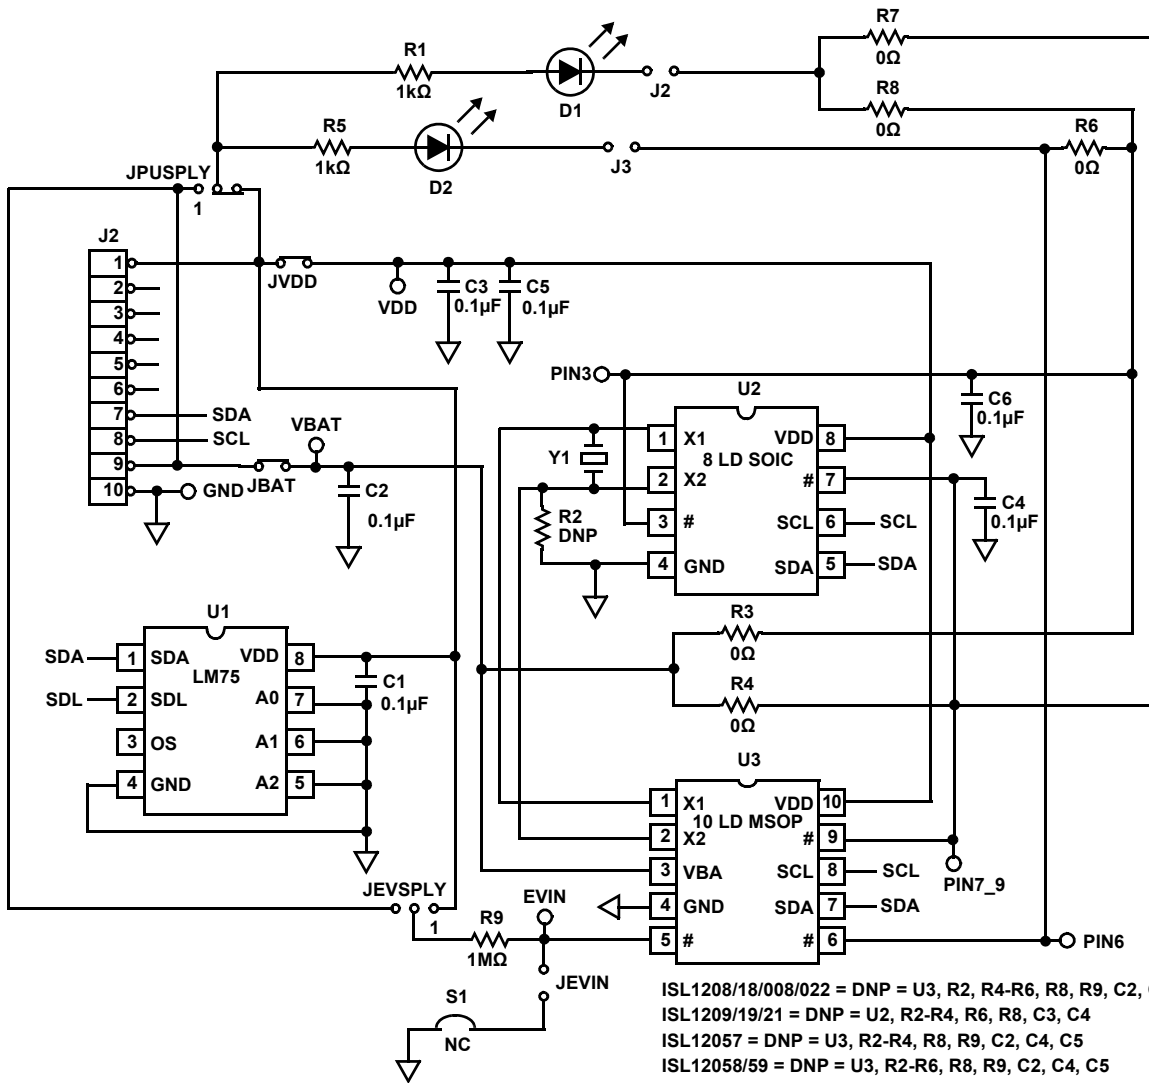 R7
0Ω
R8
0Ω
R1
1kΩ
D1
J2
R5
1kΩ
D2
J3
R6
0Ω
JPUSPLY
1
J2
1
2
3
4
5
6
7
8
9
10
SDA
SCL
GND
JVDD
VDD
C3
0.1µF
C5
0.1µF
VBAT
JBAT
C2
0.1µF
PIN3
C6
0.1µF
U2
8 LD SOIC
1 X1
2 X2
3 #
4 GND
VDD 8
# 7
SCL 6 SCL
SDA 5 SDA
Y1
R2
DNP
C4
0.1µF
R3
0Ω
R4
0Ω
U1
LM75
SDA 1 SDA
SDL 2 SDL
3 OS
4 GND
VDD 8
A0 7
A1 6
A2 5
C1
0.1µF
U3
10 LD MSOP
1 X1
2 X2
3 VBA
4 GND
5 #
VDD 10
# 9
SCL 8 SCL
SDA 7 SDA
# 6
PIN7_9
PIN6
JEVSPLY
1
R9
1MΩ
EVIN
JEVIN
S1
NC
ISL1208/18/008/022 = DNP = U3, R2, R4-R6, R8, R9, C2,
ISL1209/19/21 = DNP = U2, R2-R4, R6, R8, C3, C4
ISL12057 = DNP = U3, R2-R4, R8, R9, C2, C4, C5
ISL12058/59 = DNP = U3, R2-R6, R8, R9, C2, C4, C5